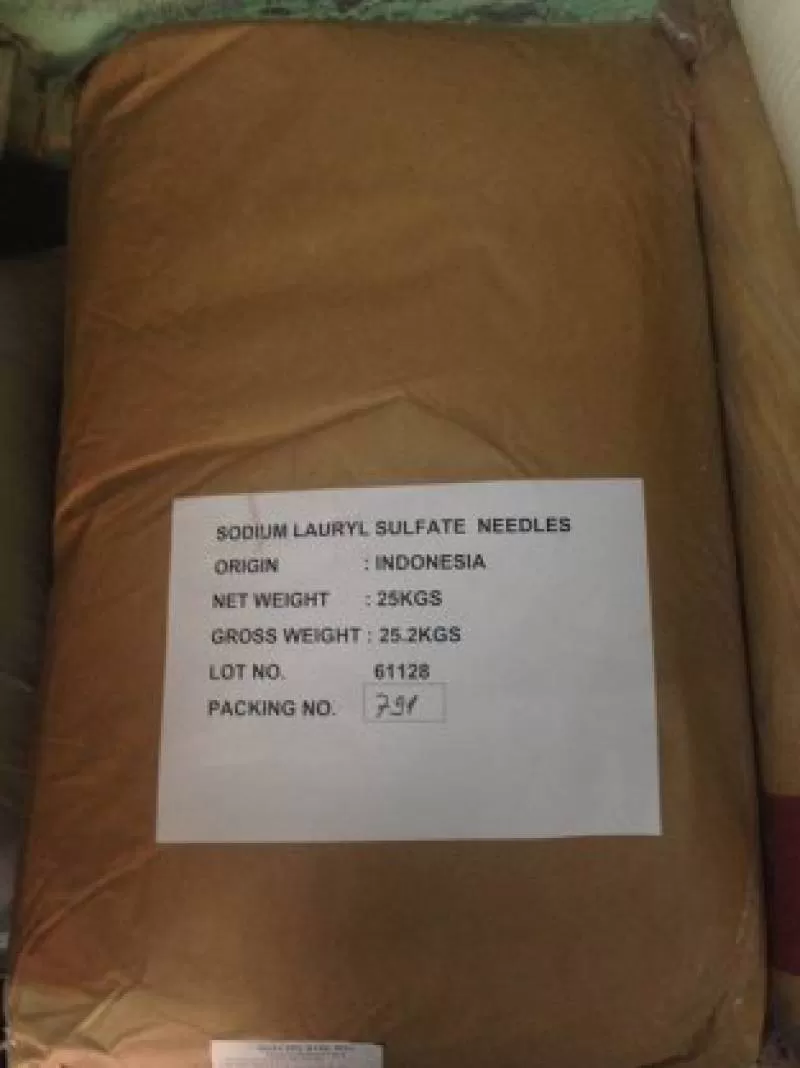 SODIUM LAURYL SULFATE NEEDLES
ORIGIN : INDONESIA
NET WEIGHT : 25KGS
GROSS WEIGHT : 25.2KGS
LOT NO. 61128
PACKING NO. 791